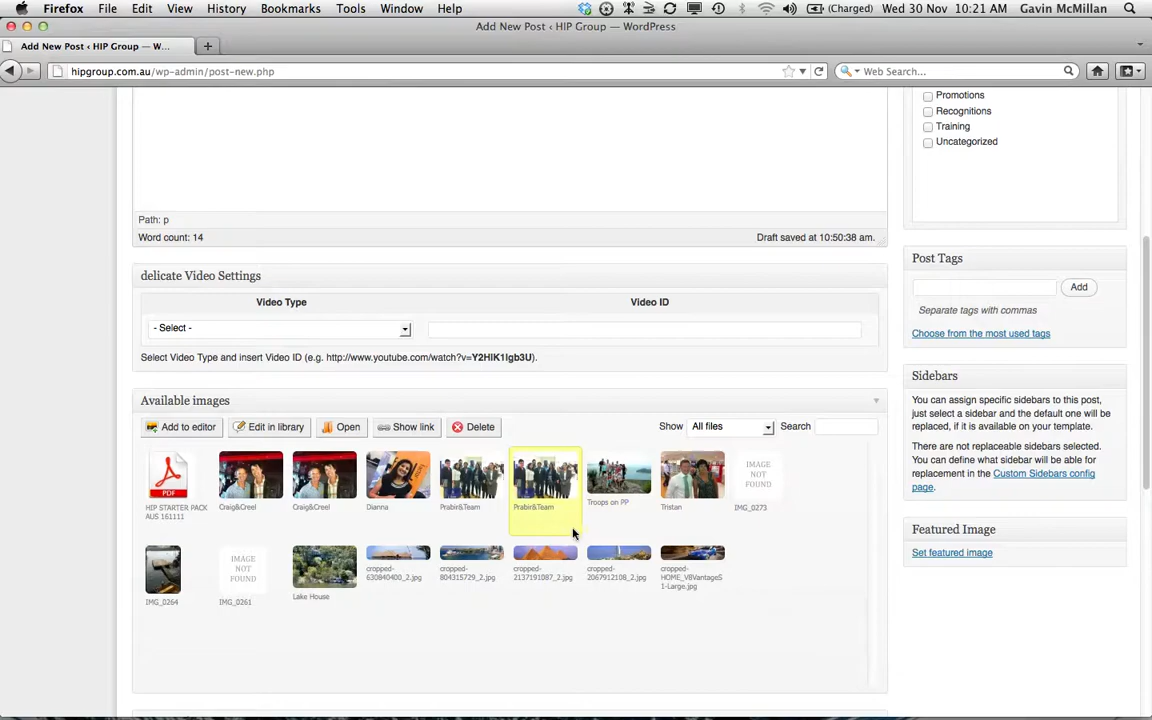 Firefox File Edit View History Bookmarks Tools Window Help (Charged) Wed 30 Nov 10:21 AM Gavin McMillan
Add New Post ‹ HIP Group — WordPress
Add New Post ‹ HIP Group — W...
hipgroup.com.au/wp-admin/post-new.php Web Search...
Promotions
Recognitions
Training
Uncategorized
Path: p
Word count: 14 Draft saved at 10:50:38 am.
Post Tags
Add
Separate tags with commas
Choose from the most used tags
delicate Video Settings
Video Type Video ID
- Select -
Select Video Type and insert Video ID (e.g. http://www.youtube.com/watch?v=Y2HIK1lgb3U).
Sidebars
You can assign specific sidebars to this post,
just select a sidebar and the default one will be
replaced, if it is available on your template.
There are not replaceable sidebars selected.
You can define what sidebar will be able for
replacement in the Custom Sidebars config
page.
Featured Image
Set featured image
Available images
Add to editor Edit in library Open Show link Delete Show All files Search
PDF
IMAGE
NOT
FOUND
HIP STARTER PACK
AUS 161111
Craig&Creel Craig&Creel Dianna Prabir&Team Prabir&Team Troops on PP Tristan IMG_0273
IMAGE
NOT
FOUND
IMG_0264 IMG_0261 Lake House
cropped-
630840400_2.jpg
cropped-
804315729_2.jpg
cropped-
2137191087_2.jpg
cropped-
2067912108_2.jpg
cropped-
HOME_V8VantageS
1-Large.jpg